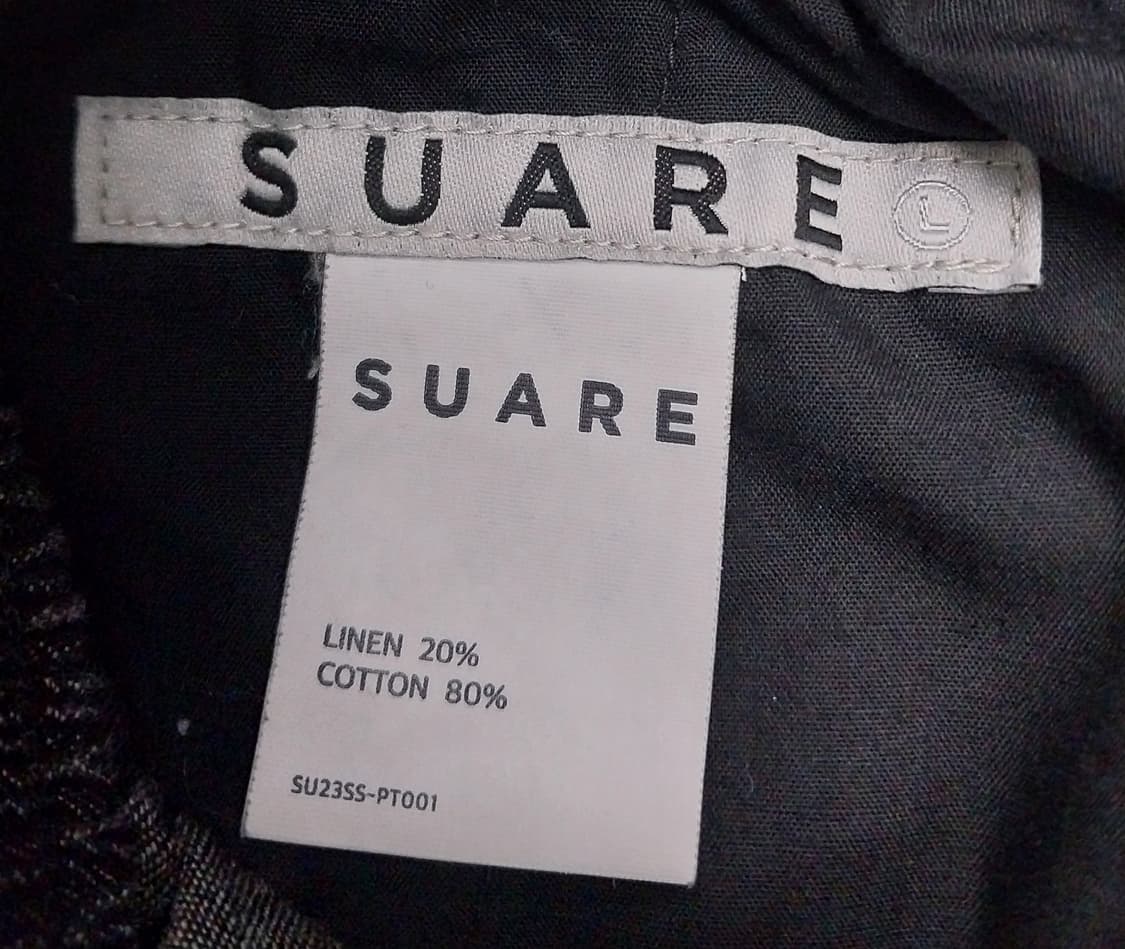 SUARE L
SUARE
LINEN 20%
COTTON 80%
SU23SS-PT001